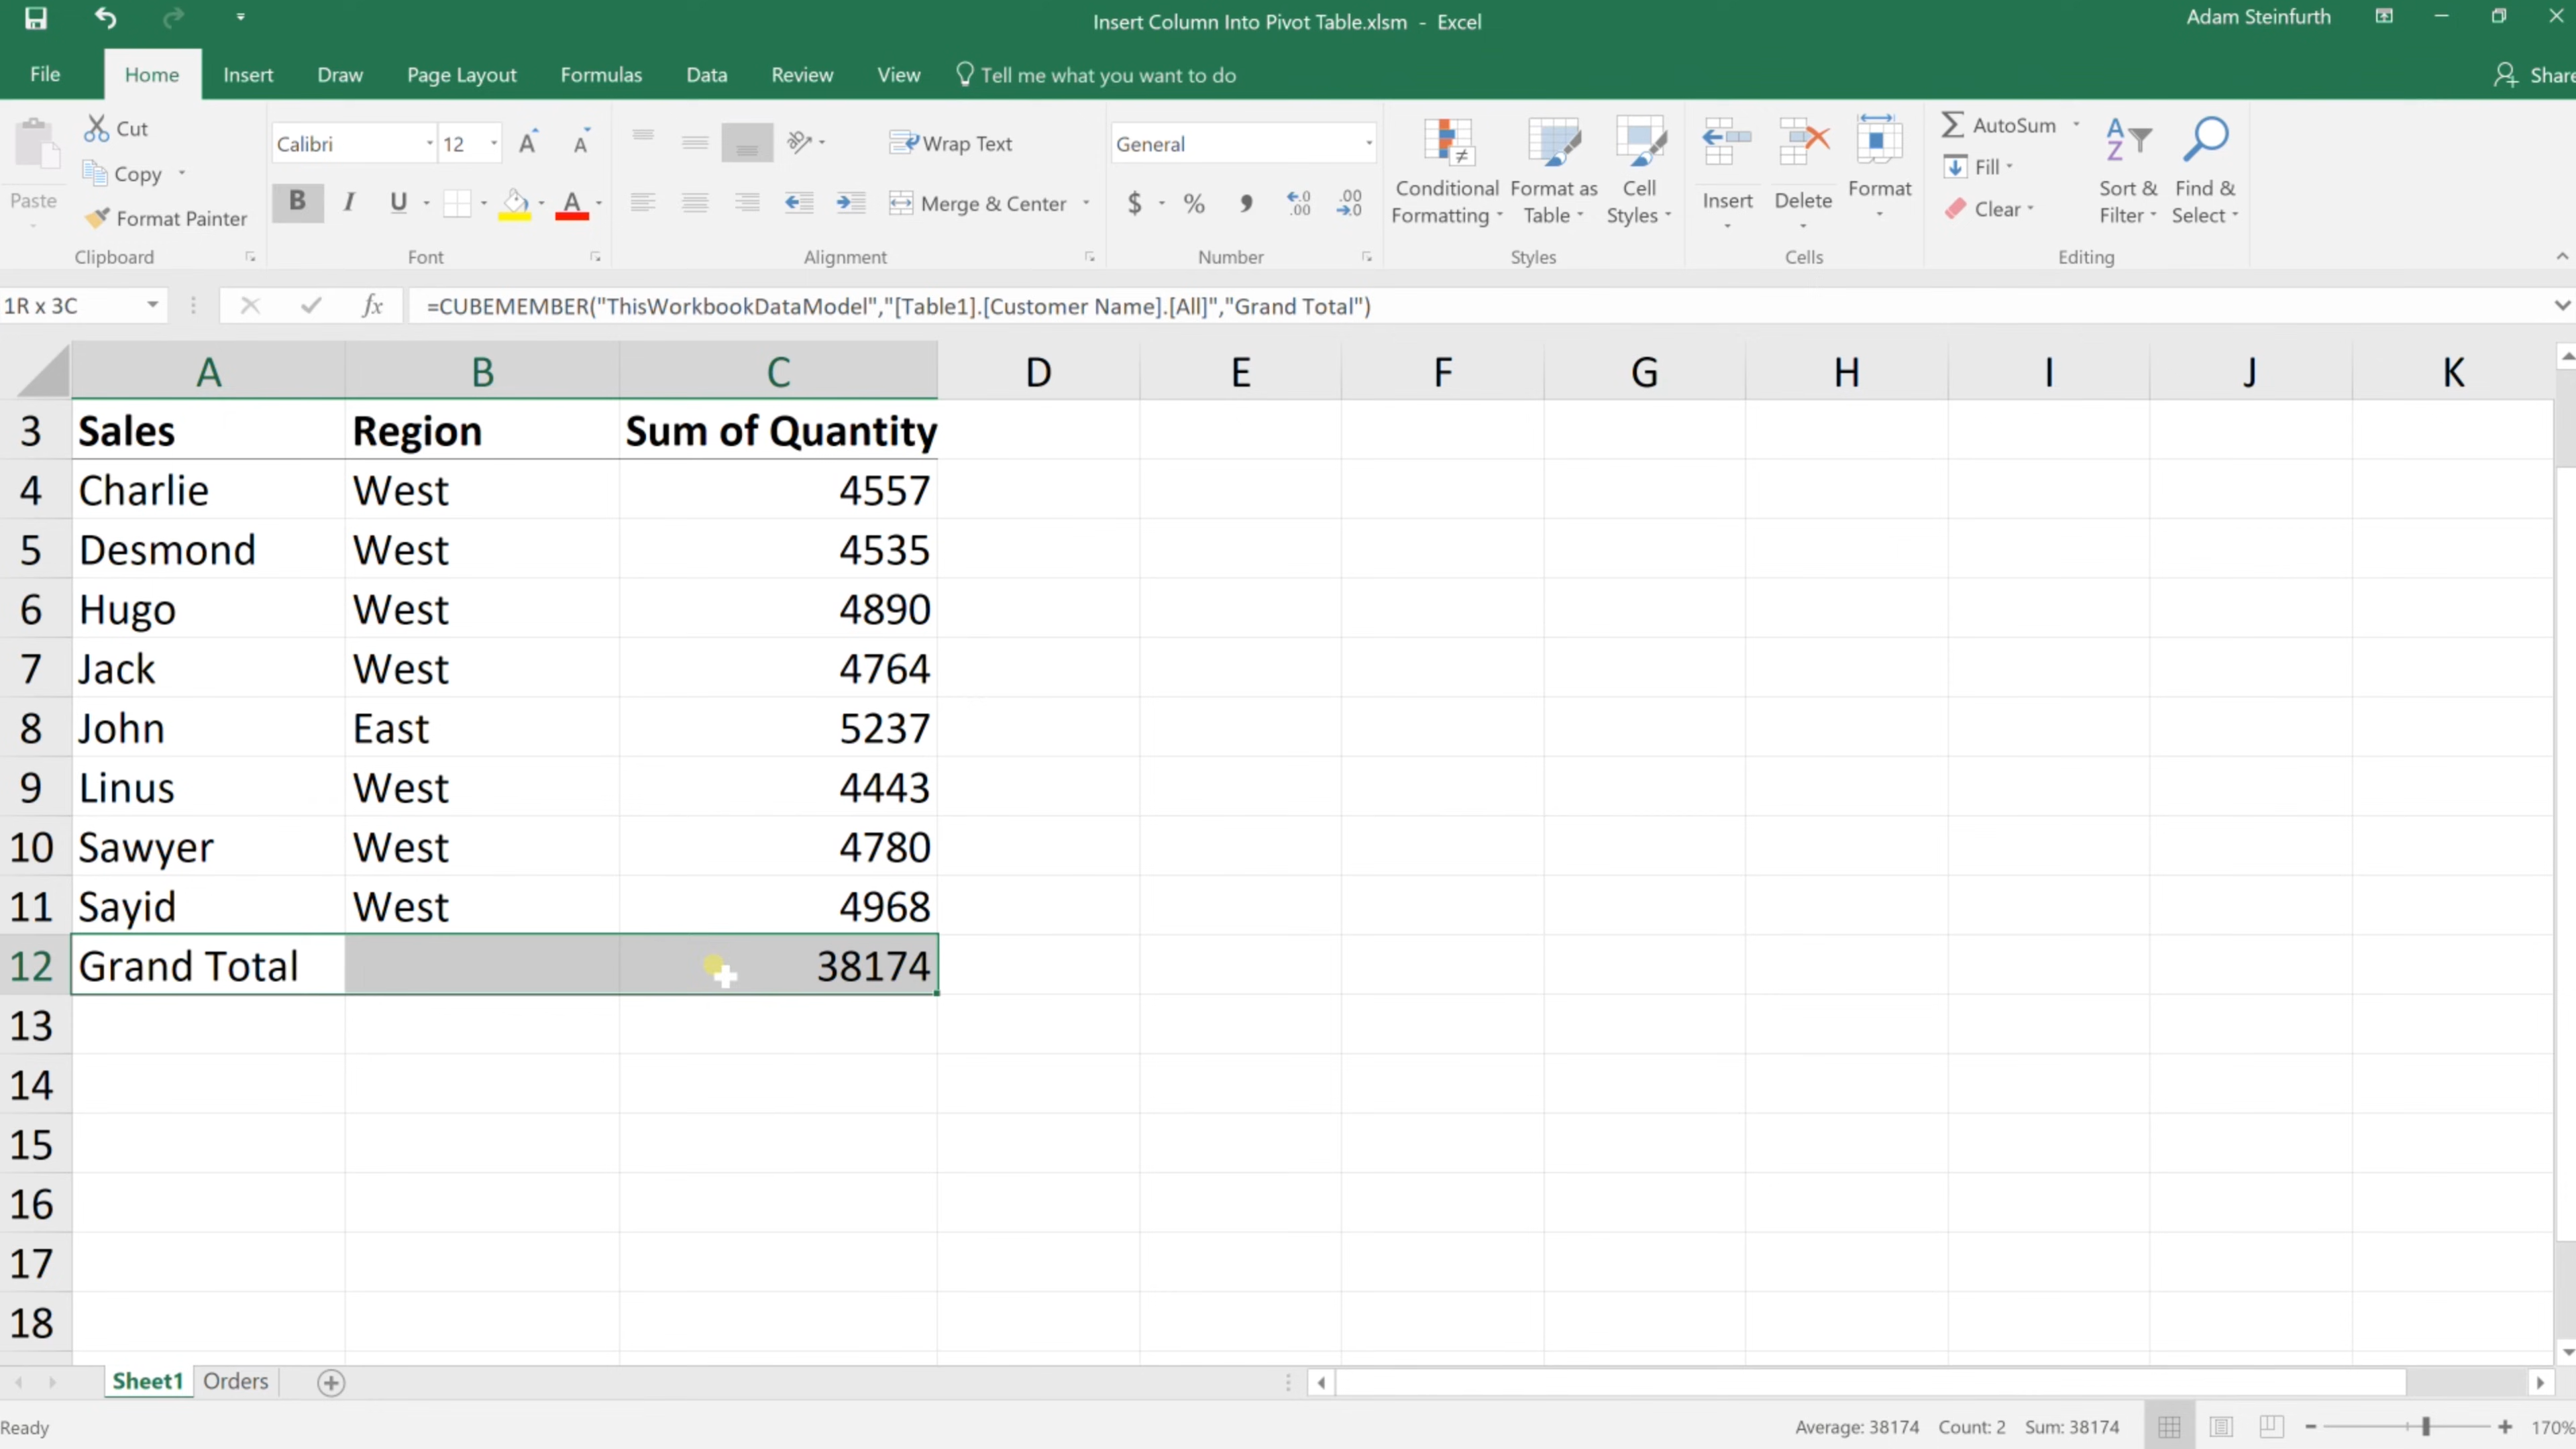 Insert Column Into Pivot Table.xlsm - Excel
Adam Steinfurth
File Home Insert Draw Page Layout Formulas Data Review View Tell me what you want to do Share
Paste
Cut
Copy
Format Painter
Clipboard
Calibri 12 A A
B I U A
Font
Wrap Text
Merge & Center
Alignment
General
$ % , .00 .00
Number
Conditional Formatting
Format as Table
Cell Styles
Styles
Insert Delete Format
Cells
AutoSum
Fill
Clear
Sort & Filter
Find & Select
Editing
1R x 3C fx =CUBEMEMBER("ThisWorkbookDataModel","[Table1].[Customer Name].[All]","Grand Total")
A B C D E F G H I J K
3 Sales Region Sum of Quantity
4 Charlie West 4557
5 Desmond West 4535
6 Hugo West 4890
7 Jack West 4764
8 John East 5237
9 Linus West 4443
10 Sawyer West 4780
11 Sayid West 4968
12 Grand Total 38174
13
14
15
16
17
18
Sheet1 Orders
Ready Average: 38174 Count: 2 Sum: 38174 170%